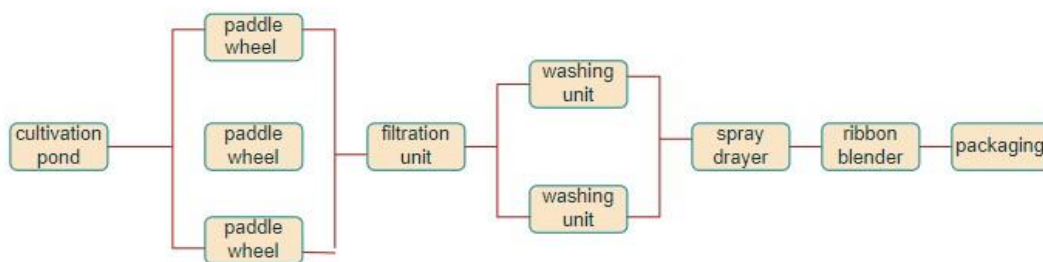 cultivation
pond
paddle
wheel
paddle
wheel
paddle
wheel
filtration
unit
washing
unit
washing
unit
spray
drayer
ribbon
blender
packaging